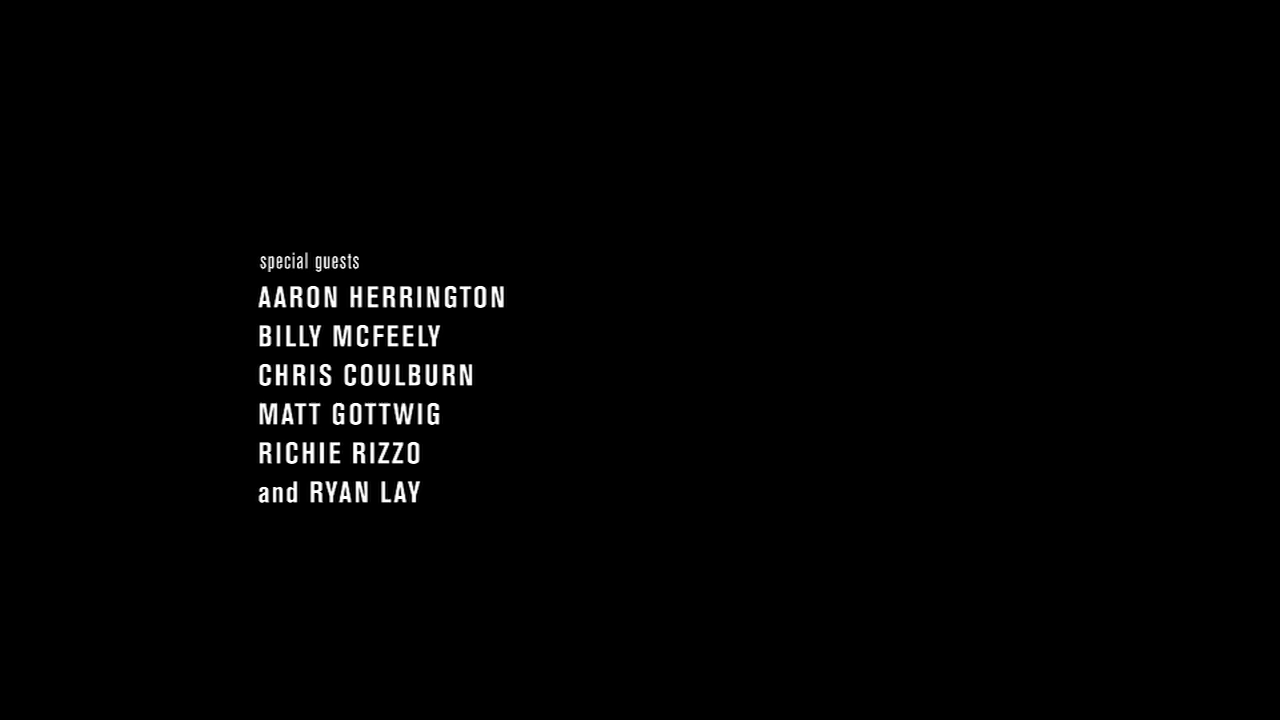 special guests
AARON HERRINGTON
BILLY MCFEELY
CHRIS COULBURN
MATT GOTTWIG
RICHIE RIZZO
and RYAN LAY